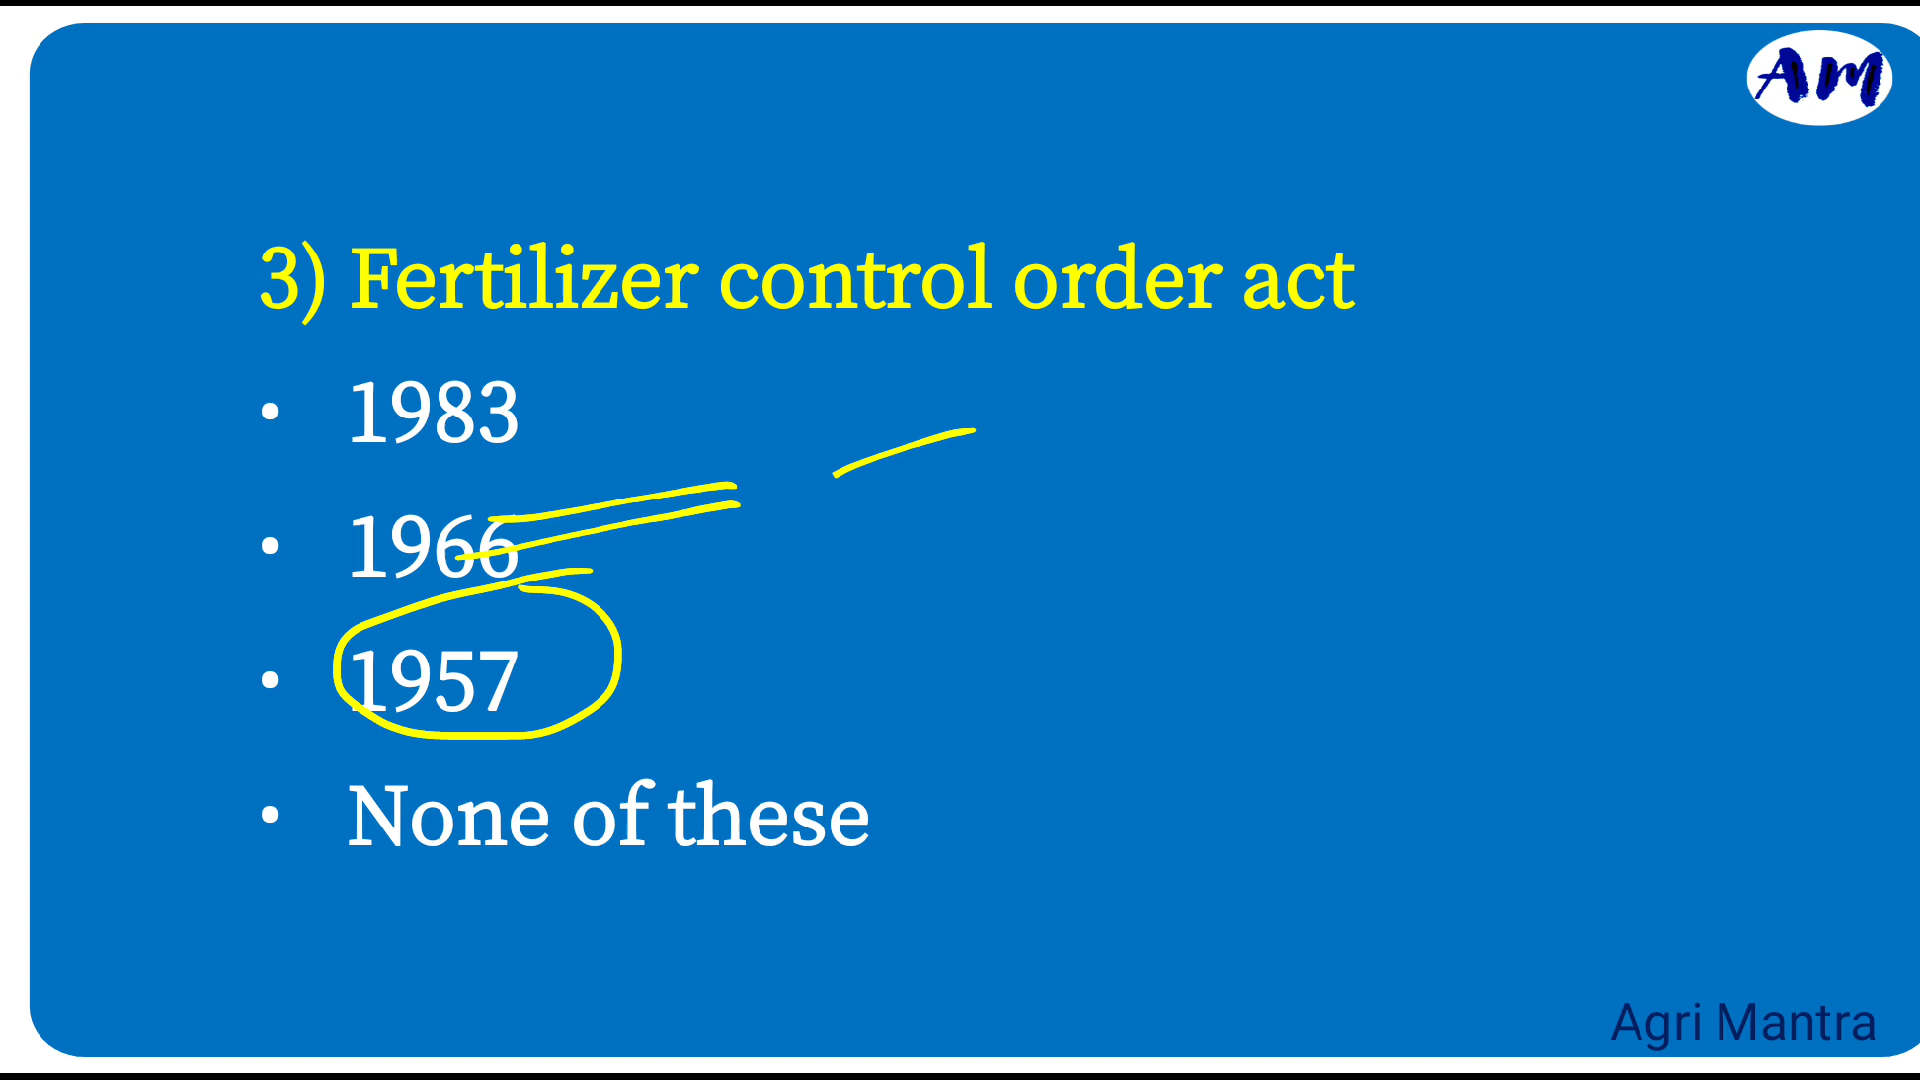 AM
3) Fertilizer control order act
• 1983
• 1966
• 1957
• None of these
Agri Mantra